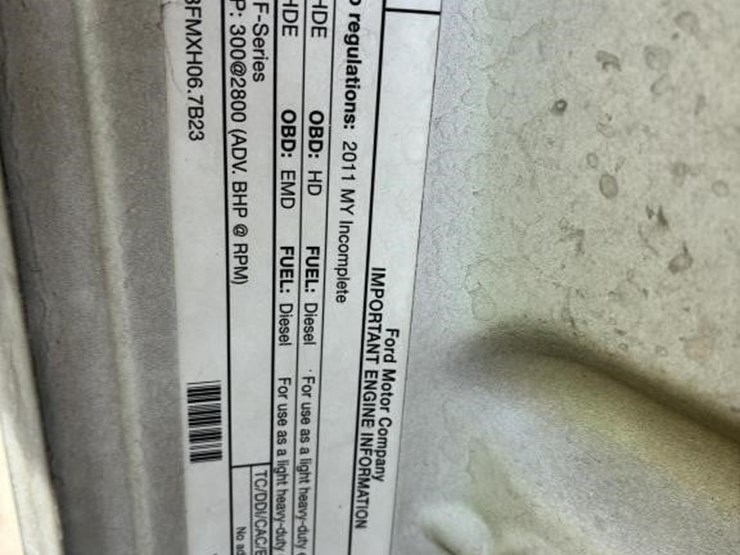 Ford Motor Company
IMPORTANT ENGINE INFORMATION
regulations: 2011 MY Incomplete
HDE OBD: HD FUEL: Diesel For use as a light heavy-duty
HDE OBD: EMD FUEL: Diesel For use as a light heavy-duty
F-Series TC/DDI/CAC/E
P: 300@2800 (ADV. BHP @ RPM) No ad
BFMXH06.7B23